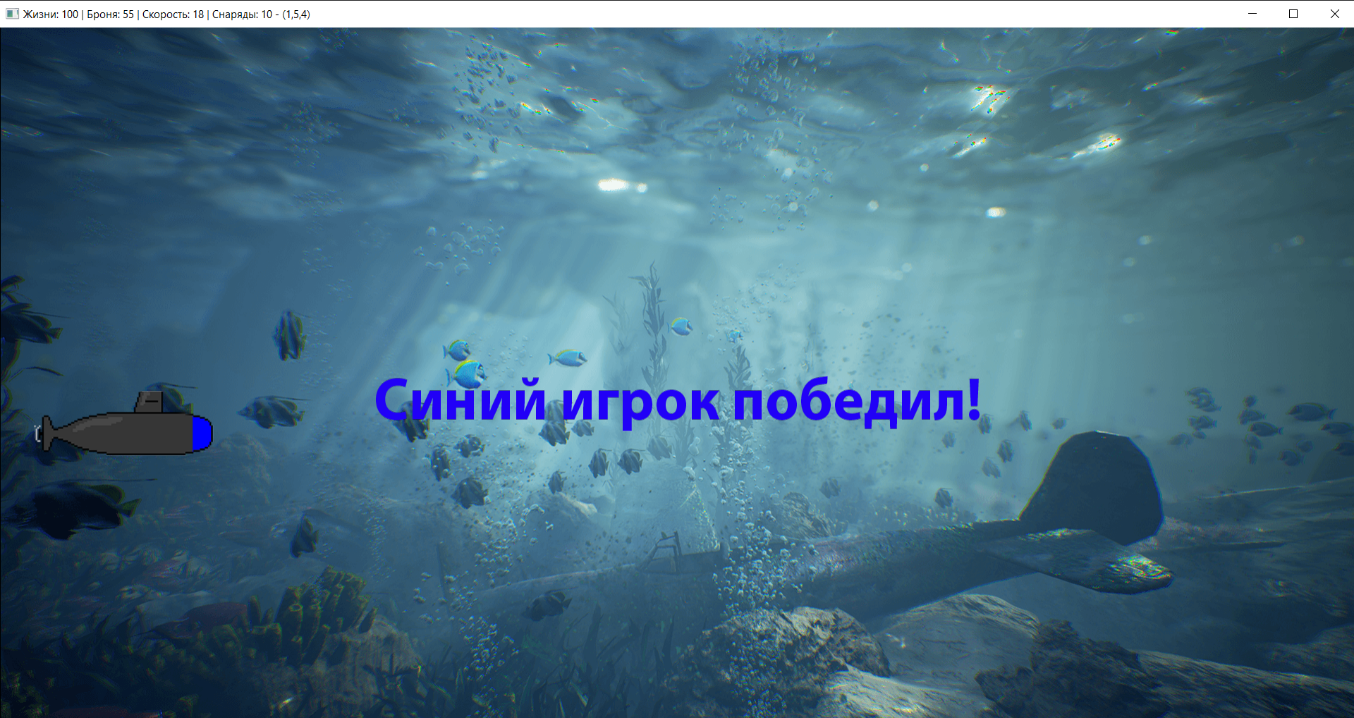 Жизни: 100 | Броня: 55 | Скорость: 18 | Снаряды: 10 - (1,5,4)
Синий игрок победил!